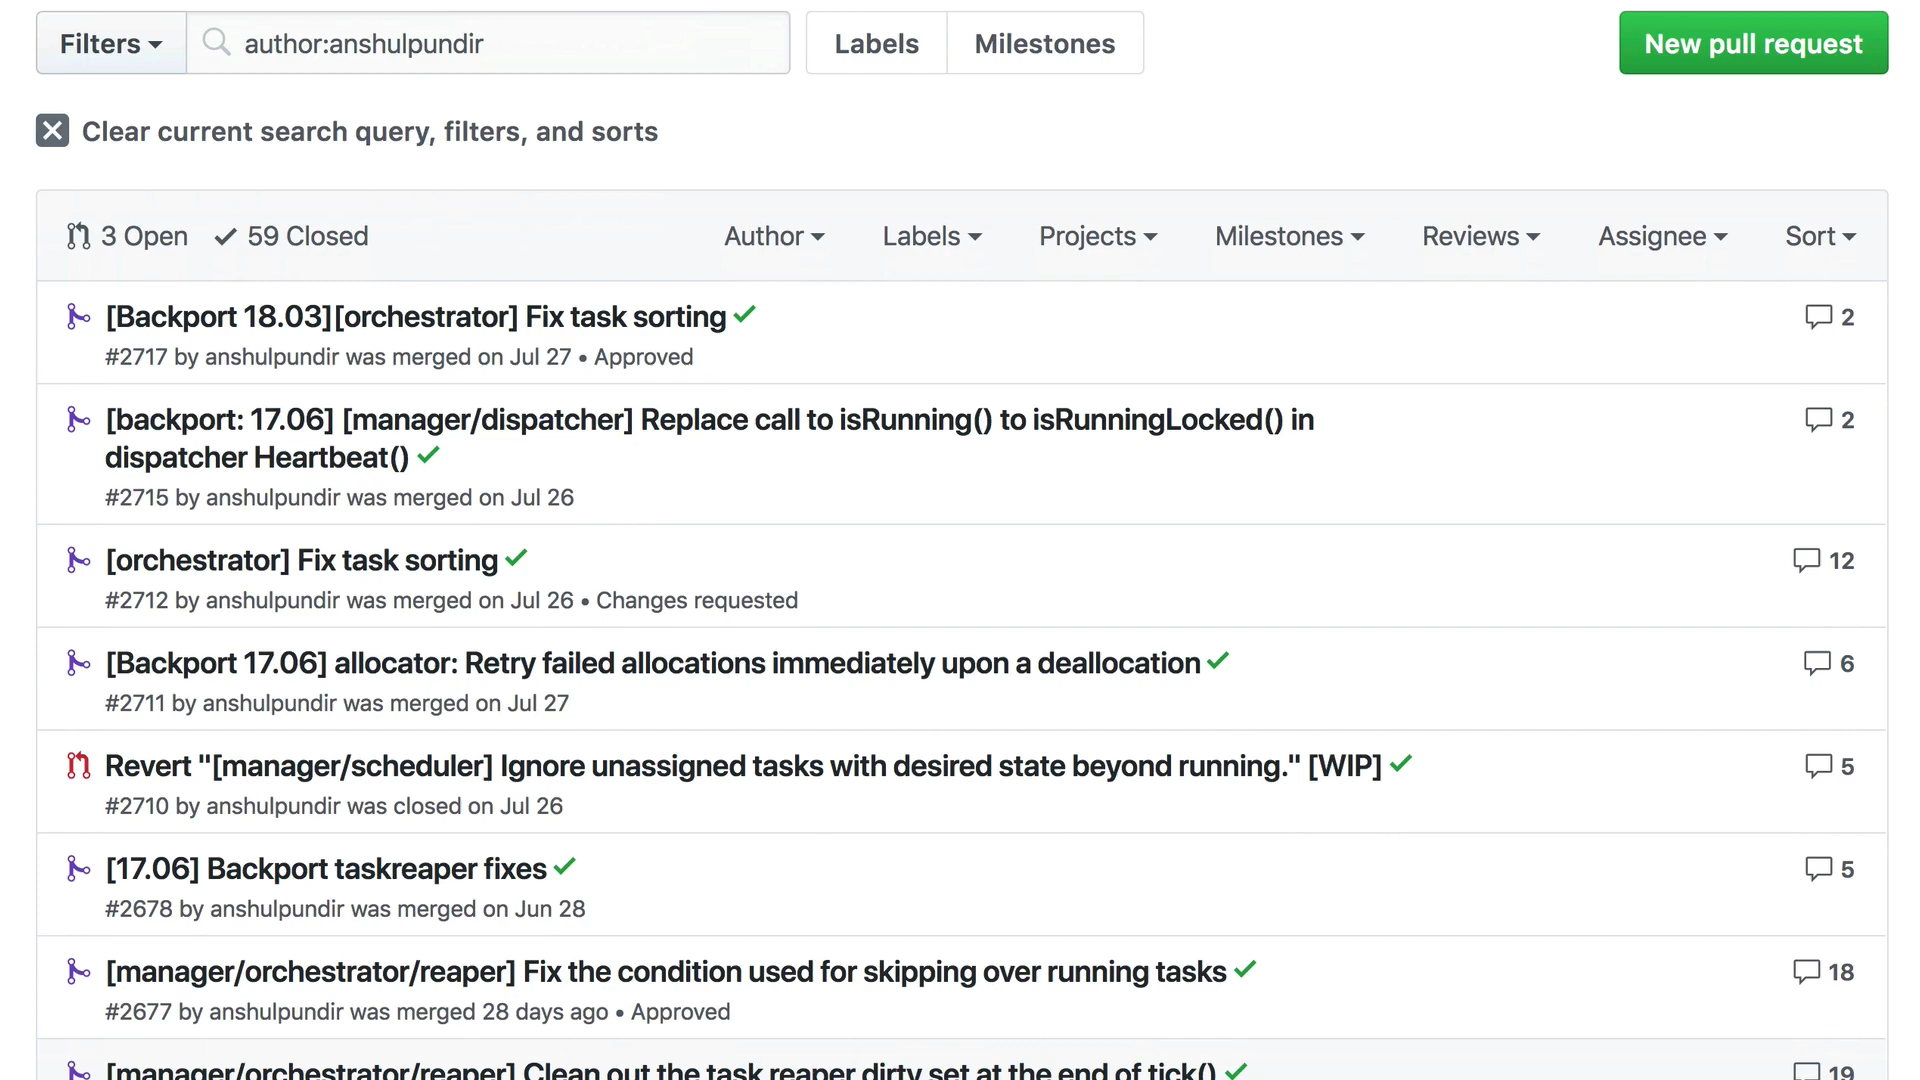 Filters
author:anshulpundir
Labels
Milestones
New pull request
Clear current search query, filters, and sorts
3 Open
59 Closed
Author
Labels
Projects
Milestones
Reviews
Assignee
Sort
[Backport 18.03][orchestrator] Fix task sorting
2
#2717 by anshulpundir was merged on Jul 27 • Approved
[backport: 17.06] [manager/dispatcher] Replace call to isRunning() to isRunningLocked() in
2
dispatcher Heartbeat()
#2715 by anshulpundir was merged on Jul 26
[orchestrator] Fix task sorting
12
#2712 by anshulpundir was merged on Jul 26 • Changes requested
[Backport 17.06] allocator: Retry failed allocations immediately upon a deallocation
6
#2711 by anshulpundir was merged on Jul 27
Revert "[manager/scheduler] Ignore unassigned tasks with desired state beyond running." [WIP]
5
#2710 by anshulpundir was closed on Jul 26
[17.06] Backport taskreaper fixes
5
#2678 by anshulpundir was merged on Jun 28
[manager/orchestrator/reaper] Fix the condition used for skipping over running tasks
18
#2677 by anshulpundir was merged 28 days ago • Approved
[manager/orchestrator/reaper] Clean out the task reaper dirty set at the end of tick()
19